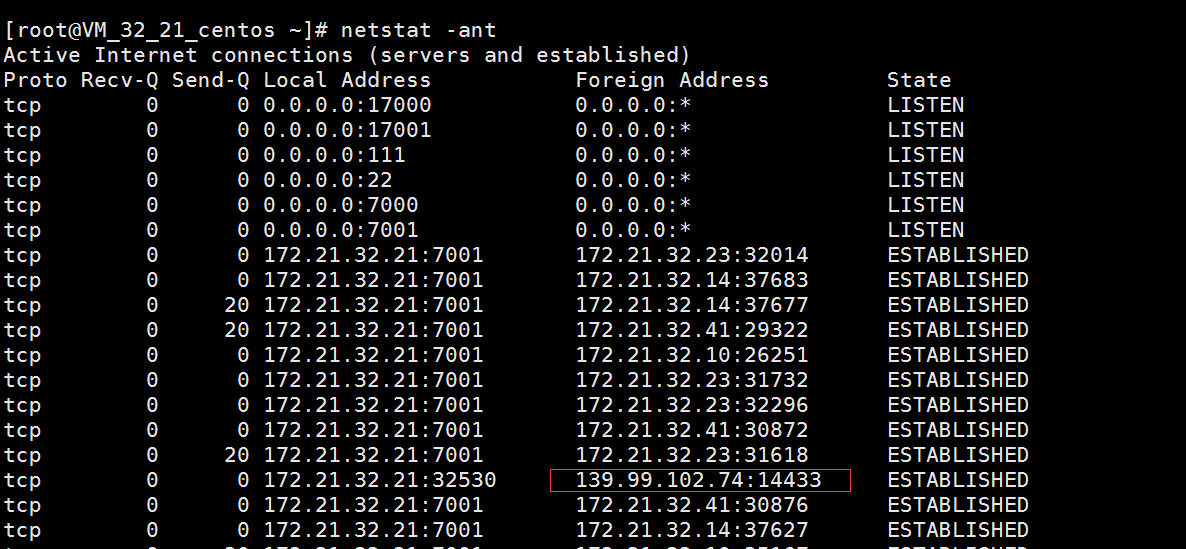 [root@VM_32_21_centos ~]# netstat -ant
Active Internet connections (servers and established)
Proto Recv-Q Send-Q Local Address           Foreign Address         State
tcp        0      0 0.0.0.0:17000           0.0.0.0:*               LISTEN
tcp        0      0 0.0.0.0:17001           0.0.0.0:*               LISTEN
tcp        0      0 0.0.0.0:111             0.0.0.0:*               LISTEN
tcp        0      0 0.0.0.0:22              0.0.0.0:*               LISTEN
tcp        0      0 0.0.0.0:7000            0.0.0.0:*               LISTEN
tcp        0      0 0.0.0.0:7001            0.0.0.0:*               LISTEN
tcp        0      0 172.21.32.21:7001       172.21.32.23:32014      ESTABLISHED
tcp        0      0 172.21.32.21:7001       172.21.32.14:37683      ESTABLISHED
tcp        0     20 172.21.32.21:7001       172.21.32.14:37677      ESTABLISHED
tcp        0     20 172.21.32.21:7001       172.21.32.41:29322      ESTABLISHED
tcp        0      0 172.21.32.21:7001       172.21.32.10:26251      ESTABLISHED
tcp        0      0 172.21.32.21:7001       172.21.32.23:31732      ESTABLISHED
tcp        0      0 172.21.32.21:7001       172.21.32.23:32296      ESTABLISHED
tcp        0      0 172.21.32.21:7001       172.21.32.41:30872      ESTABLISHED
tcp        0     20 172.21.32.21:7001       172.21.32.23:31618      ESTABLISHED
tcp        0      0 172.21.32.21:32530      139.99.102.74:14433     ESTABLISHED
tcp        0      0 172.21.32.21:7001       172.21.32.41:30876      ESTABLISHED
tcp        0      0 172.21.32.21:7001       172.21.32.14:37627      ESTABLISHED